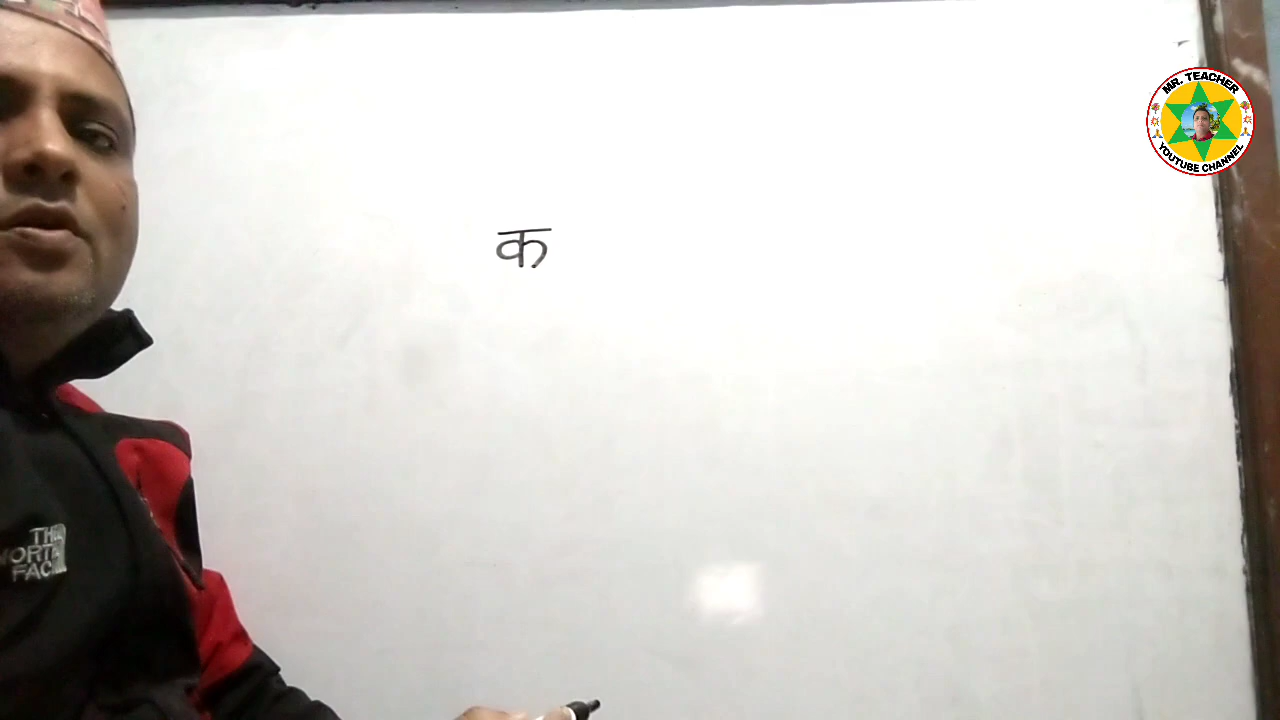 MR. TEACHER
YOUTUBE CHANNEL
क
THE
NORTH
FACE